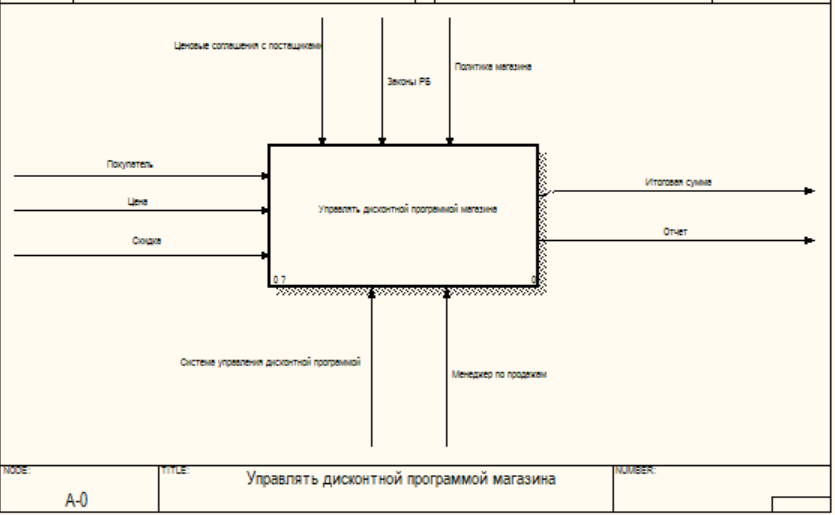 Ценовые соглашения с постащиками
Политика магазина
Законы РБ
Покупатель
Цена
Скидка
Управлять дисконтной программой магазина
Итоговая сумма
Отчет
0 ?
0
Система управления дисконтной программой
Менеджер по продажам
NODE:
TITLE:
NUMBER:
Управлять дисконтной программой магазина
A-0